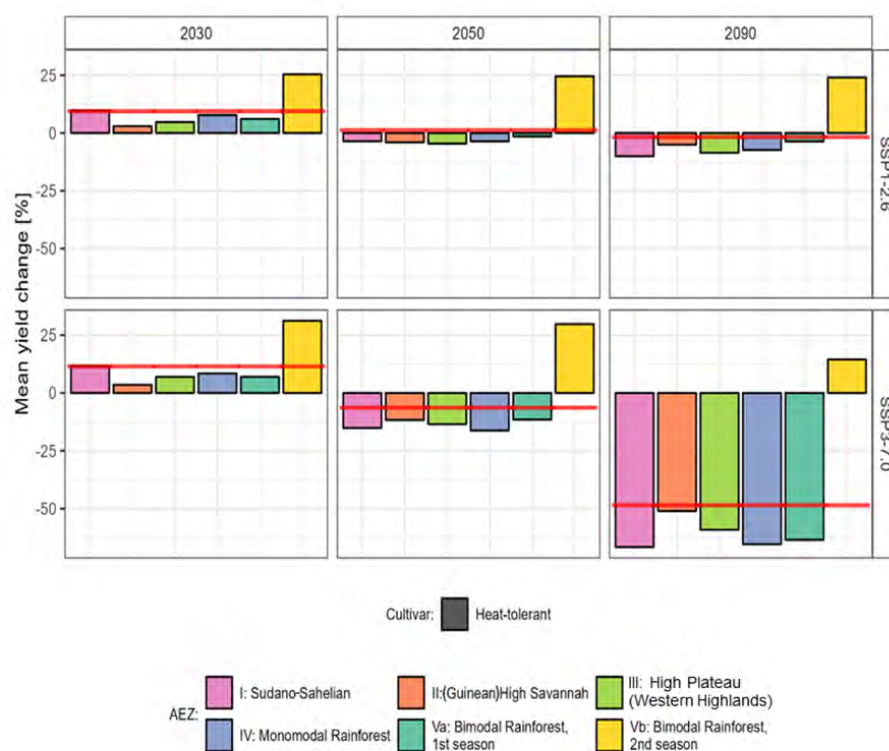 2030 2050 2090
Mean yield change [%]
25
0
-25
-50
SSP1-2.6
25
0
-25
-50
SSP3-7.0
Cultivar: Heat-tolerant
AEZ:
I: Sudano-Sahelian
II:(Guinean)High Savannah
III: High Plateau
(Western Highlands)
IV: Monomodal Rainforest
Va: Bimodal Rainforest,
1st season
Vb: Bimodal Rainforest,
2nd season